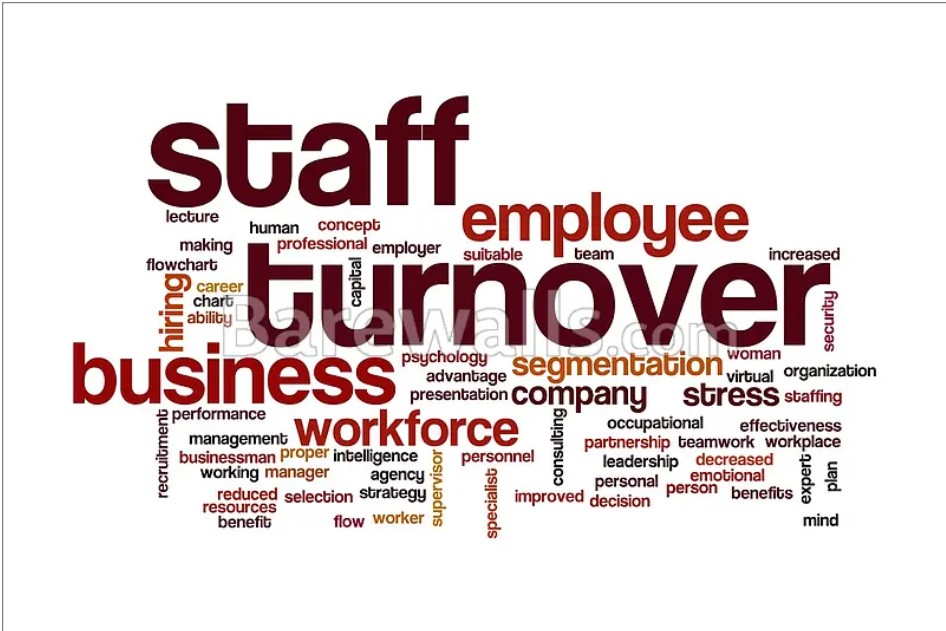 staff
lecture
human
concept
employee
making
professional
employer
suitable
team
increased
flowchart
turnover
capital
hiring
career
chart
ability
security
Barewalls.com
business
psychology
segmentation
woman
advantage
virtual
organization
presentation
company
stress
staffing
recruitment
performance
workforce
consulting
occupational
effectiveness
management
partnership
teamwork
workplace
businessman
proper
intelligence
supervisor
personnel
leadership
decreased
expert
plan
working
manager
agency
specialist
personal
emotional
reduced
selection
strategy
improved
decision
person
benefits
resources
benefit
flow
worker
mind